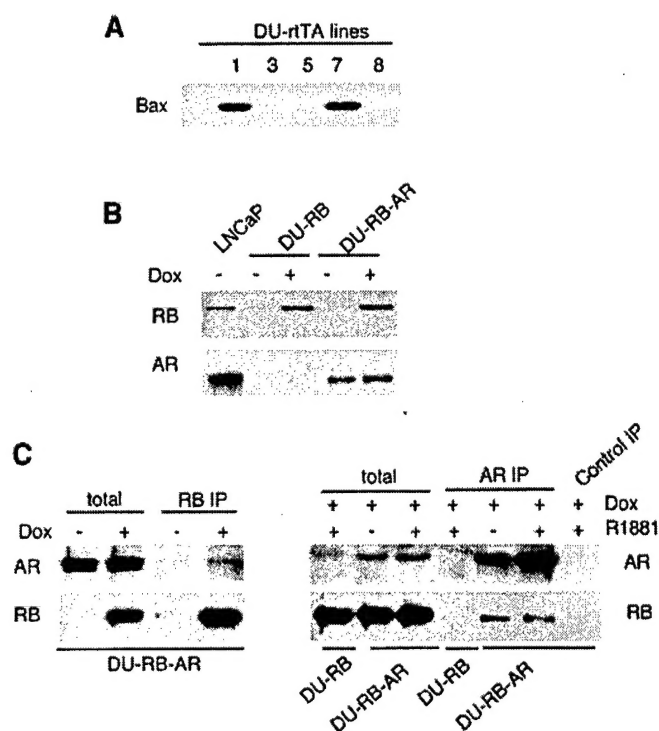 A
DU-rtTA lines
1 3 5 7 8
Bax
B
LNCaP DU-RB DU-RB-AR
Dox - - + - +
RB
AR
C
total RB IP
Dox - + - +
AR
RB
DU-RB-AR
total AR IP Control IP
+ + + + + + + Dox
+ - + + - + + R1881
AR
RB
DU-RB DU-RB-AR DU-RB DU-RB-AR